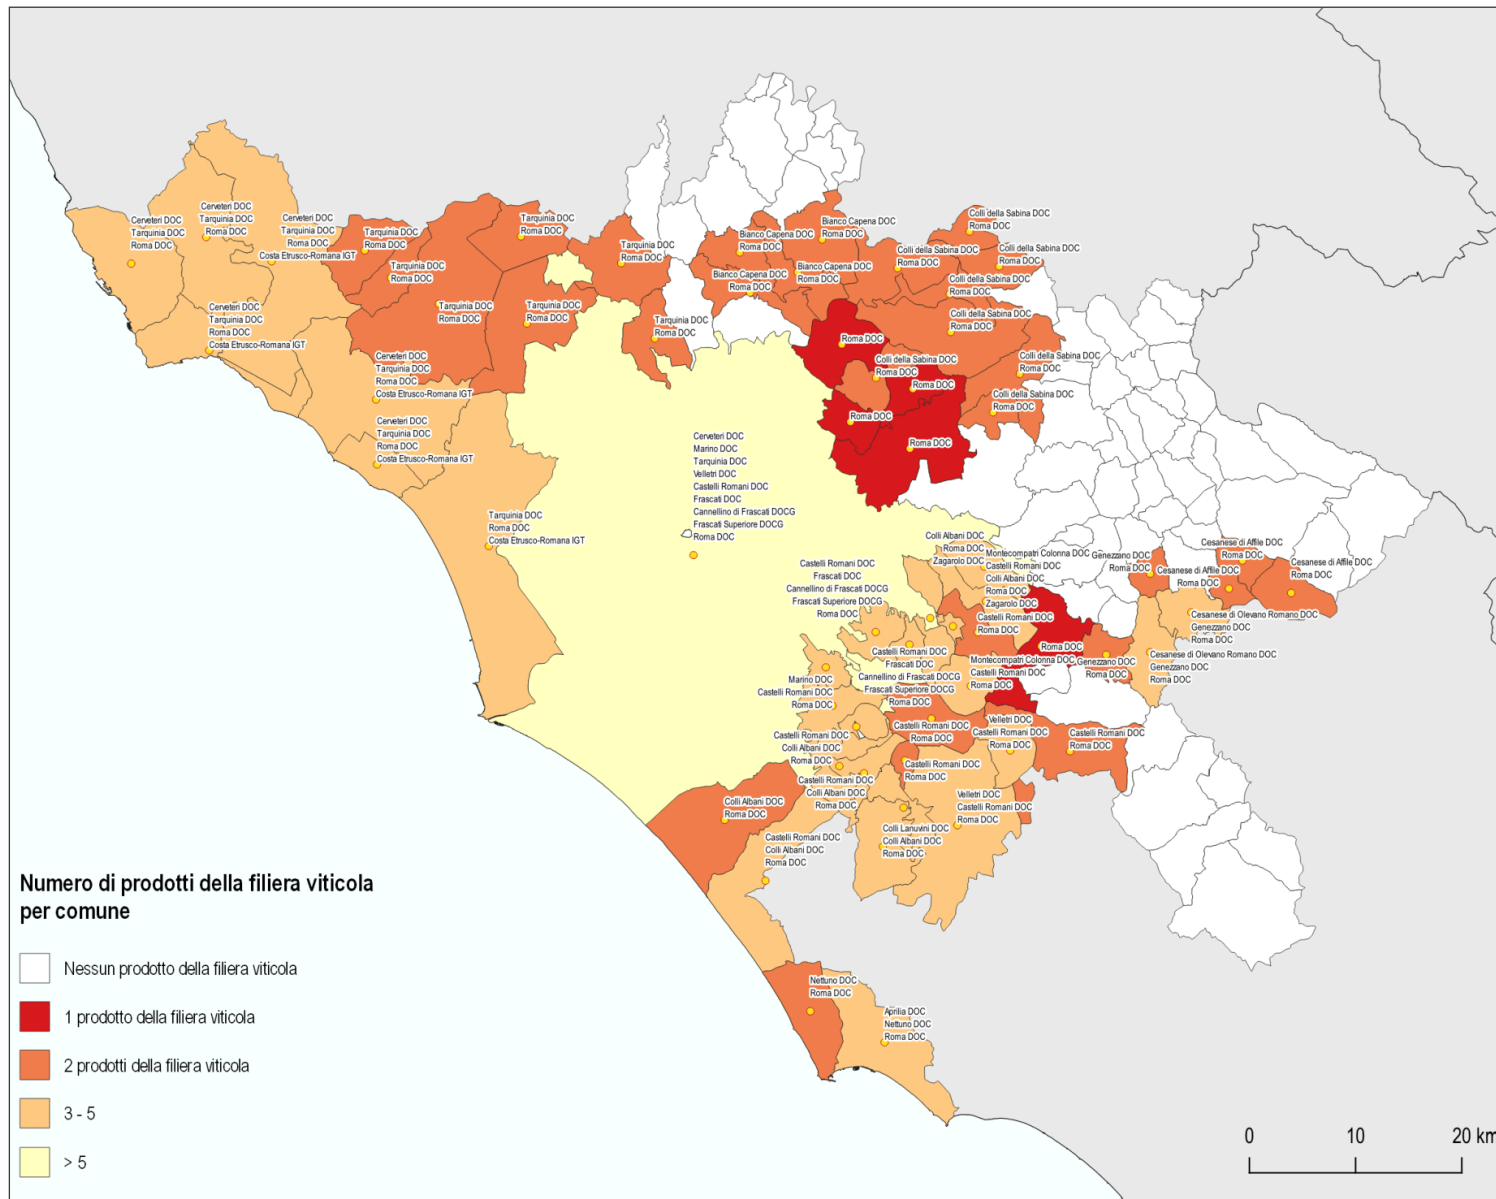 Cerveteri DOC
Tarquinia DOC
Roma DOC
Cerveteri DOC
Tarquinia DOC
Roma DOC
Cerveteri DOC
Tarquinia DOC
Roma DOC
Costa Etrusco-Romana IGT
Tarquinia DOC
Roma DOC
Tarquinia DOC
Roma DOC
Tarquinia DOC
Roma DOC
Tarquinia DOC
Roma DOC
Tarquinia DOC
Roma DOC
Tarquinia DOC
Roma DOC
Tarquinia DOC
Roma DOC
Bianco Capena DOC
Roma DOC
Bianco Capena DOC
Roma DOC
Bianco Capena DOC
Roma DOC
Bianco Capena DOC
Roma DOC
Colli della Sabina DOC
Roma DOC
Colli della Sabina DOC
Roma DOC
Colli della Sabina DOC
Roma DOC
Colli della Sabina DOC
Roma DOC
Colli della Sabina DOC
Roma DOC
Roma DOC
Colli della Sabina DOC
Roma DOC
Roma DOC
Colli della Sabina DOC
Roma DOC
Colli della Sabina DOC
Roma DOC
Roma DOC
Roma DOC
Cerveteri DOC
Tarquinia DOC
Roma DOC
Costa Etrusco-Romana IGT
Cerveteri DOC
Tarquinia DOC
Roma DOC
Costa Etrusco-Romana IGT
Cerveteri DOC
Tarquinia DOC
Roma DOC
Costa Etrusco-Romana IGT
Tarquinia DOC
Roma DOC
Costa Etrusco-Romana IGT
Cerveteri DOC
Marino DOC
Tarquinia DOC
Velletri DOC
Castelli Romani DOC
Frascati DOC
Cannellino di Frascati DOCG
Frascati Superiore DOCG
Roma DOC
Colli Albani DOC
Roma DOC
Zagarolo DOC
Montecompatri Colonna DOC
Castelli Romani DOC
Colli Albani DOC
Roma DOC
Zagarolo DOC
Castelli Romani DOC
Roma DOC
Castelli Romani DOC
Frascati DOC
Cannellino di Frascati DOCG
Frascati Superiore DOCG
Roma DOC
Genezzano DOC
Roma DOC
Cesanese di Affile DOC
Roma DOC
Cesanese di Affile DOC
Roma DOC
Cesanese di Affile DOC
Roma DOC
Cesanese di Olevano Romano DOC
Genezzano DOC
Roma DOC
Cesanese di Olevano Romano DOC
Genezzano DOC
Roma DOC
Roma DOC
Genezzano DOC
Roma DOC
Montecompatri Colonna DOC
Castelli Romani DOC
Roma DOC
Castelli Romani DOC
Frascati DOC
Cannellino di Frascati DOCG
Frascati Superiore DOCG
Roma DOC
Marino DOC
Castelli Romani DOC
Roma DOC
Castelli Romani DOC
Roma DOC
Velletri DOC
Castelli Romani DOC
Roma DOC
Castelli Romani DOC
Roma DOC
Castelli Romani DOC
Colli Albani DOC
Roma DOC
Castelli Romani DOC
Roma DOC
Castelli Romani DOC
Colli Albani DOC
Roma DOC
Velletri DOC
Castelli Romani DOC
Roma DOC
Colli Albani DOC
Roma DOC
Colli Lanuvini DOC
Colli Albani DOC
Roma DOC
Castelli Romani DOC
Colli Albani DOC
Roma DOC
Nettuno DOC
Roma DOC
Aprilia DOC
Nettuno DOC
Roma DOC
Numero di prodotti della filiera viticola
per comune
Nessun prodotto della filiera viticola
1 prodotto della filiera viticola
2 prodotti della filiera viticola
3 - 5
> 5
0 10 20 km